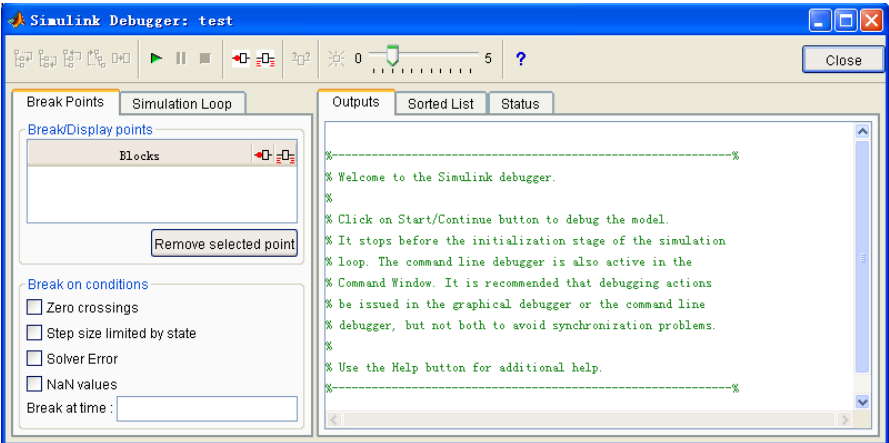 Simulink Debugger: test
0 5 ? Close
Break Points Simulation Loop
Break/Display points
Blocks
Remove selected point
Break on conditions
Zero crossings
Step size limited by state
Solver Error
NaN values
Break at time :
Outputs Sorted List Status
%----------------------------------------------------------------%
% Welcome to the Simulink debugger.
%
% Click on Start/Continue button to debug the model.
% It stops before the initialization stage of the simulation
% loop. The command line debugger is also active in the
% Command Window. It is recommended that debugging actions
% be issued in the graphical debugger or the command line
% debugger, but not both to avoid synchronization problems.
%
% Use the Help button for additional help.
%----------------------------------------------------------------%